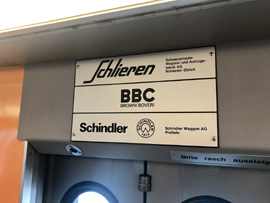 Schlieren
Schweizerische
Wagons- und Aufzüge-
fabrik AG
Schlieren-Zürich
BBC
BROWN BOVERI
Schindler
Schindler Waggon AG
Pratteln
Bitte rasch aussteigen